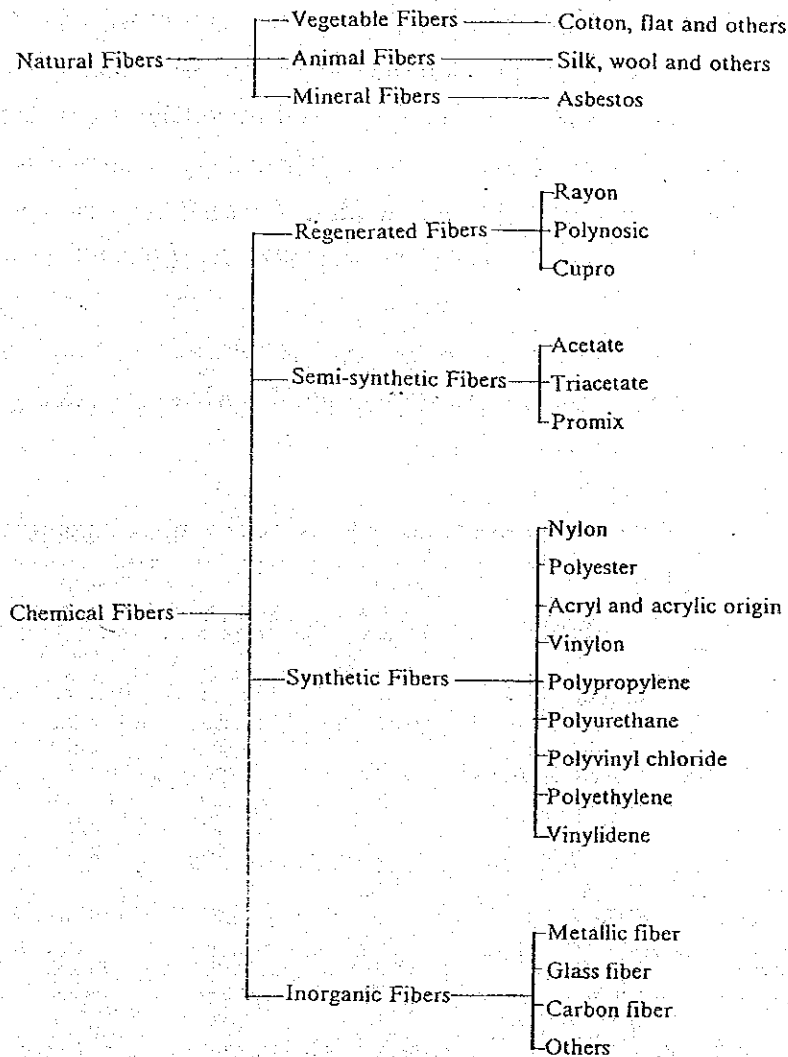 Vegetable Fibers Cotton, flat and others
Natural Fibers Animal Fibers Silk, wool and others
Mineral Fibers Asbestos
Rayon
Regenerated Fibers Polynosic
Cupro
Acetate
Semi-synthetic Fibers Triacetate
Promix
Nylon
Polyester
Chemical Fibers Acryl and acrylic origin
Vinylon
Synthetic Fibers Polypropylene
Polyurethane
Polyvinyl chloride
Polyethylene
Vinylidene
Metallic fiber
Glass fiber
Inorganic Fibers Carbon fiber
Others